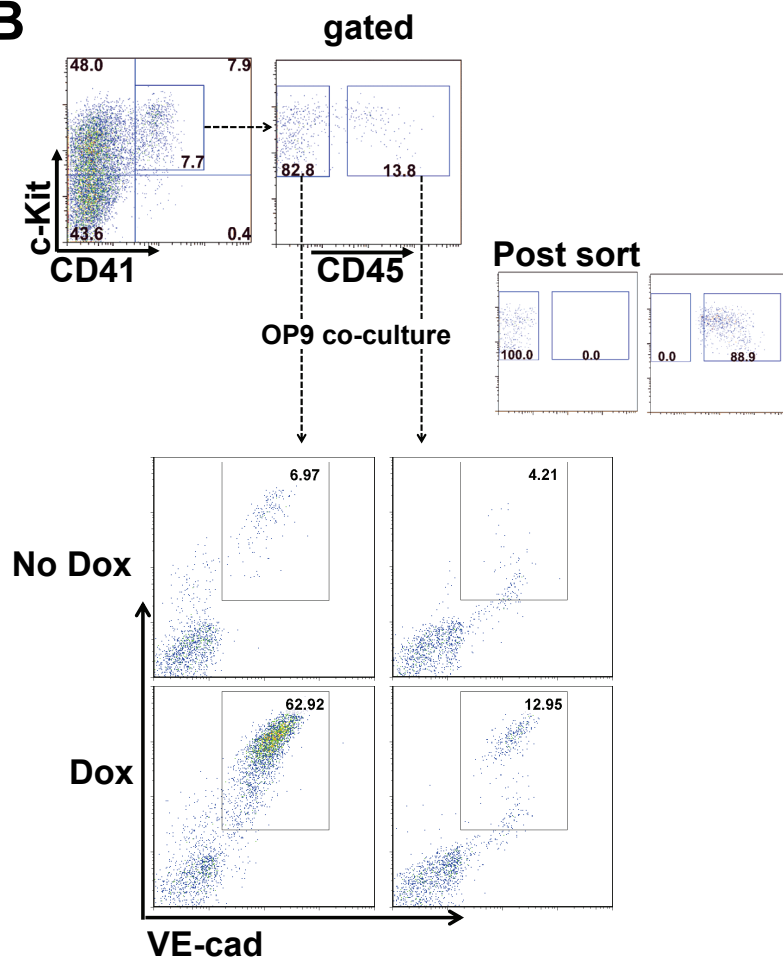 B
gated
48.0 7.9
7.7
43.6 0.4
c-Kit
CD41
82.8 13.8
CD45
Post sort
100.0 0.0
0.0 88.9
OP9 co-culture
6.97
4.21
No Dox
62.92
12.95
Dox
VE-cad